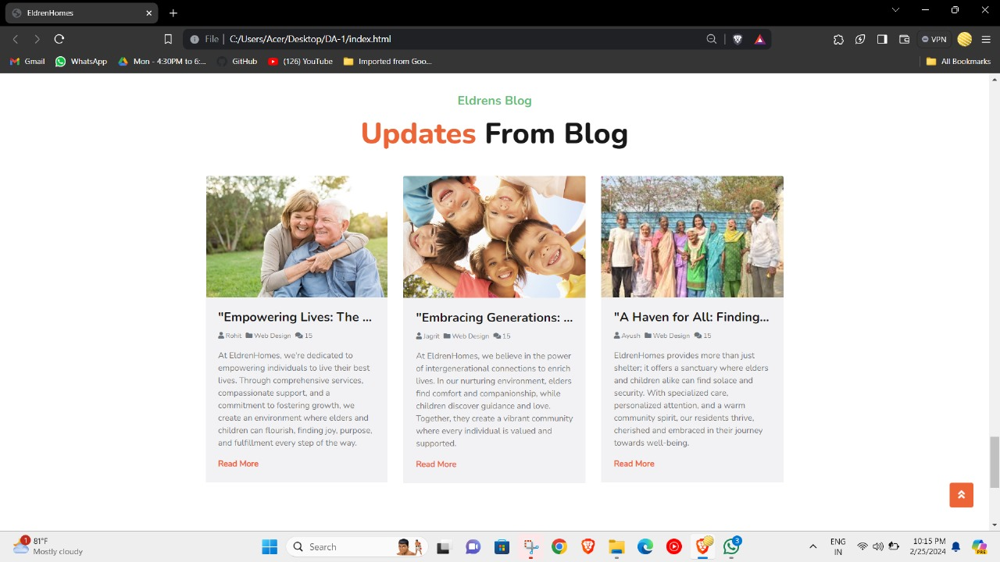 EldrenHomes
File
C:/Users/Acer/Desktop/DA-1/index.html
VPN
Gmail
WhatsApp
Mon - 4:30PM to 6:...
GitHub
(126) YouTube
Imported from Goo...
All Bookmarks
Eldrens Blog
Updates From Blog
"Empowering Lives: The ...
Rohit Web Design 15
At EldrenHomes, we're dedicated to
empowering individuals to live their best
lives. Through comprehensive services,
compassionate support, and a
commitment to fostering growth, we
create an environment where elders and
children can flourish, finding joy, purpose,
and fulfillment every step of the way.
Read More
"Embracing Generations: ...
Jagrit Web Design 15
At EldrenHomes, we believe in the power
of intergenerational connections to enrich
lives. In our nurturing environment, elders
find comfort and companionship, while
children discover guidance and love.
Together, they create a vibrant community
where every individual is valued and
supported.
Read More
"A Haven for All: Finding...
Ayush Web Design 15
EldrenHomes provides more than just
shelter; it offers a sanctuary where elders
and children alike can find solace and
security. With specialized care,
personalized attention, and a warm
community spirit, our residents thrive,
cherished and embraced in their journey
towards well-being.
Read More
1
81°F
Mostly cloudy
Search
3
ENG
IN
10:15 PM
2/25/2024
PRE